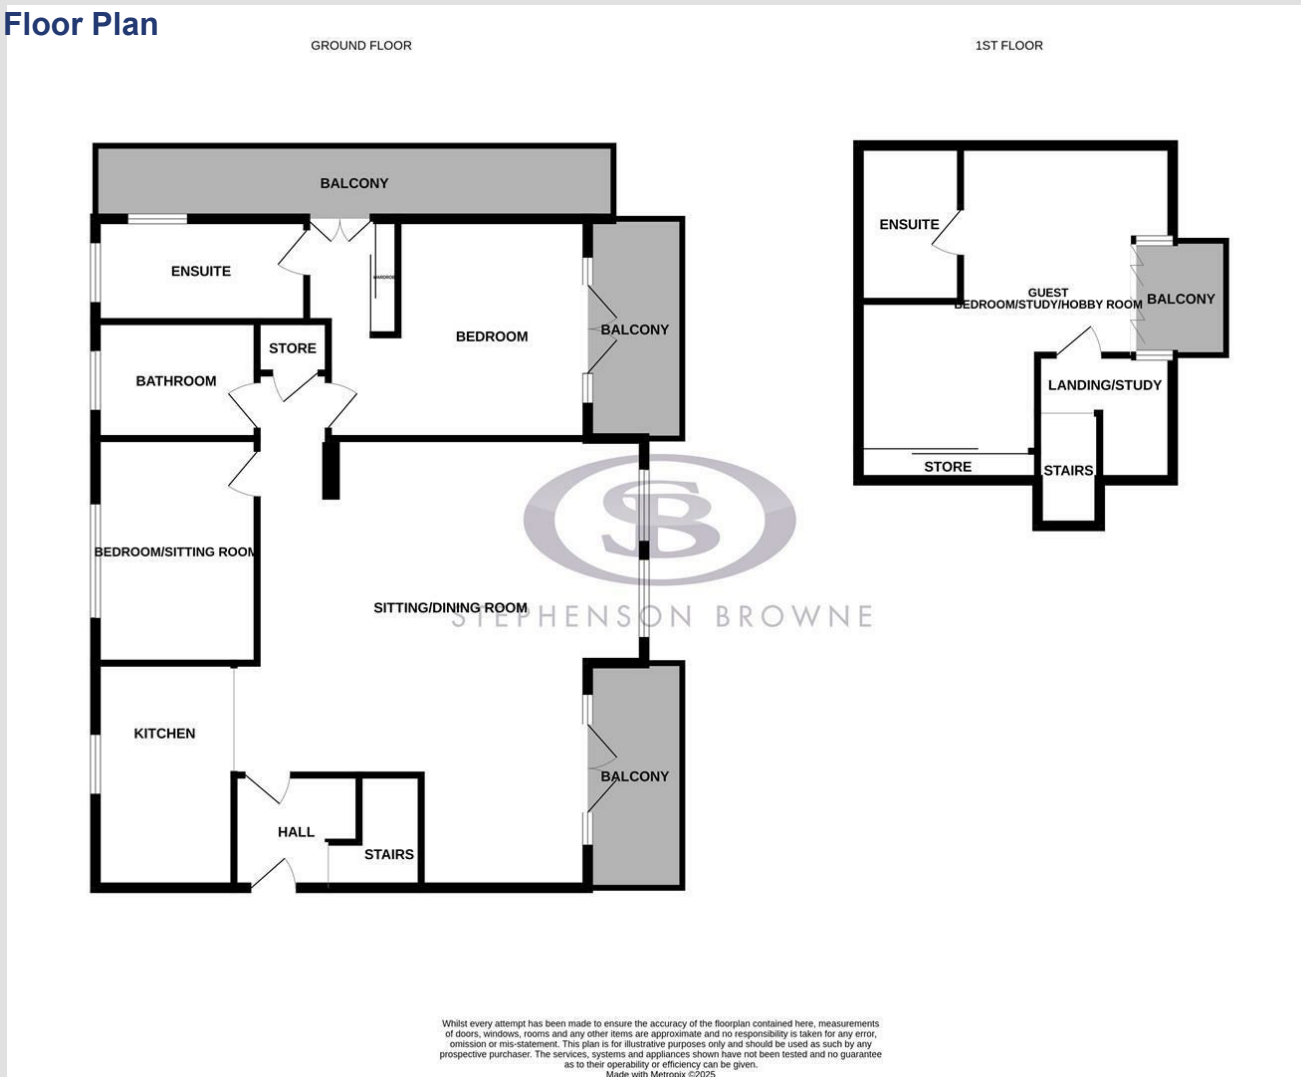 Floor Plan
GROUND FLOOR
1ST FLOOR
BALCONY
ENSUITE
WARDROBE
BEDROOM
BALCONY
STORE
BATHROOM
BEDROOM/SITTING ROOM
SITTING/DINING ROOM
KITCHEN
HALL
STAIRS
BALCONY
ENSUITE
GUEST
BEDROOM/STUDY/HOBBY ROOM
BALCONY
LANDING/STUDY
STORE
STAIRS
SB
STEPHENSON BROWNE
Whilst every attempt has been made to ensure the accuracy of the floorplan contained here, measurements
of doors, windows, rooms and any other items are approximate and no responsibility is taken for any error,
omission or mis-statement. This plan is for illustrative purposes only and should be used as such by any
prospective purchaser. The services, systems and appliances shown have not been tested and no guarantee
as to their operability or efficiency can be given.
Made with Metropix ©2025